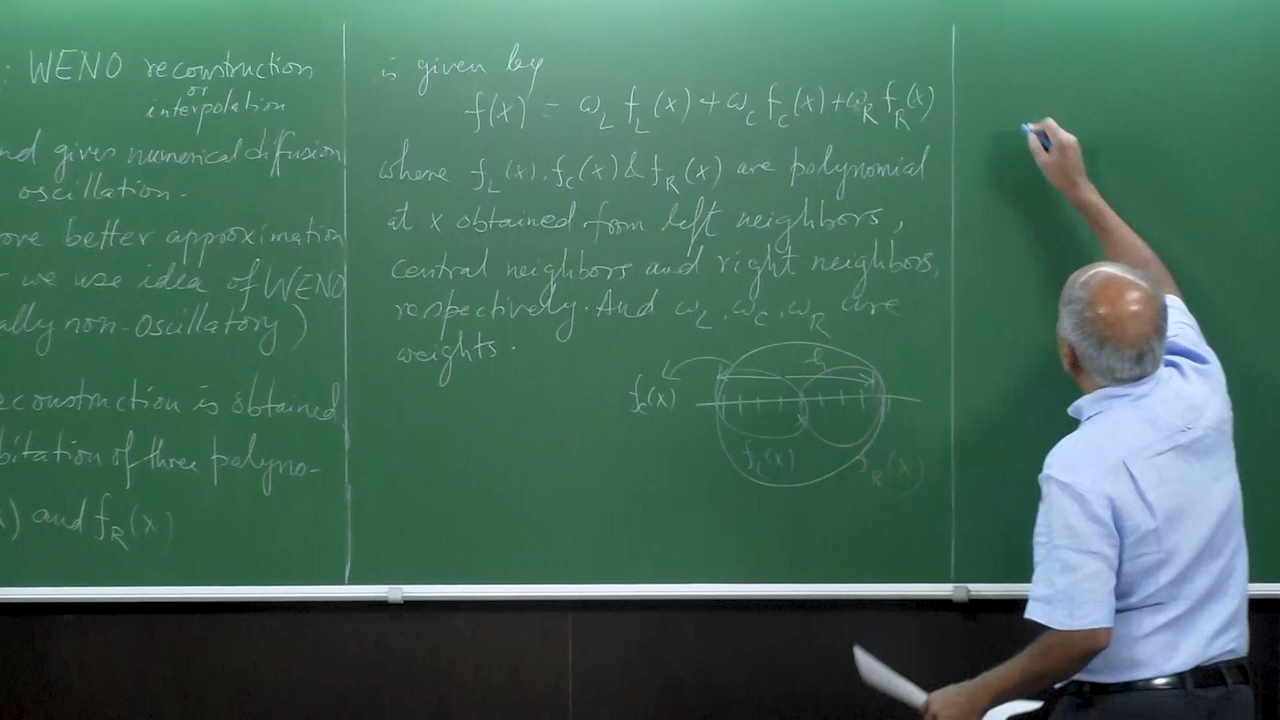 : WENO reconstruction
or
interpolation
nd gives numerical diffusion
oscillation.
ove better approximation
we use idea of WENO
ally non-oscillatory)
econstruction is obtained
bitation of three polyno-
x) and f_R(x)
is given by
f(x) = ω_L f_L(x) + ω_c f_c(x) + ω_R f_R(x)
where f_L(x), f_c(x) & f_R(x) are polynomial
at x obtained from left neighbors,
central neighbors and right neighbors,
respectively. And ω_L, ω_c, ω_R are
weights.
f_c(x)
x
f_L(x)
f_R(x)